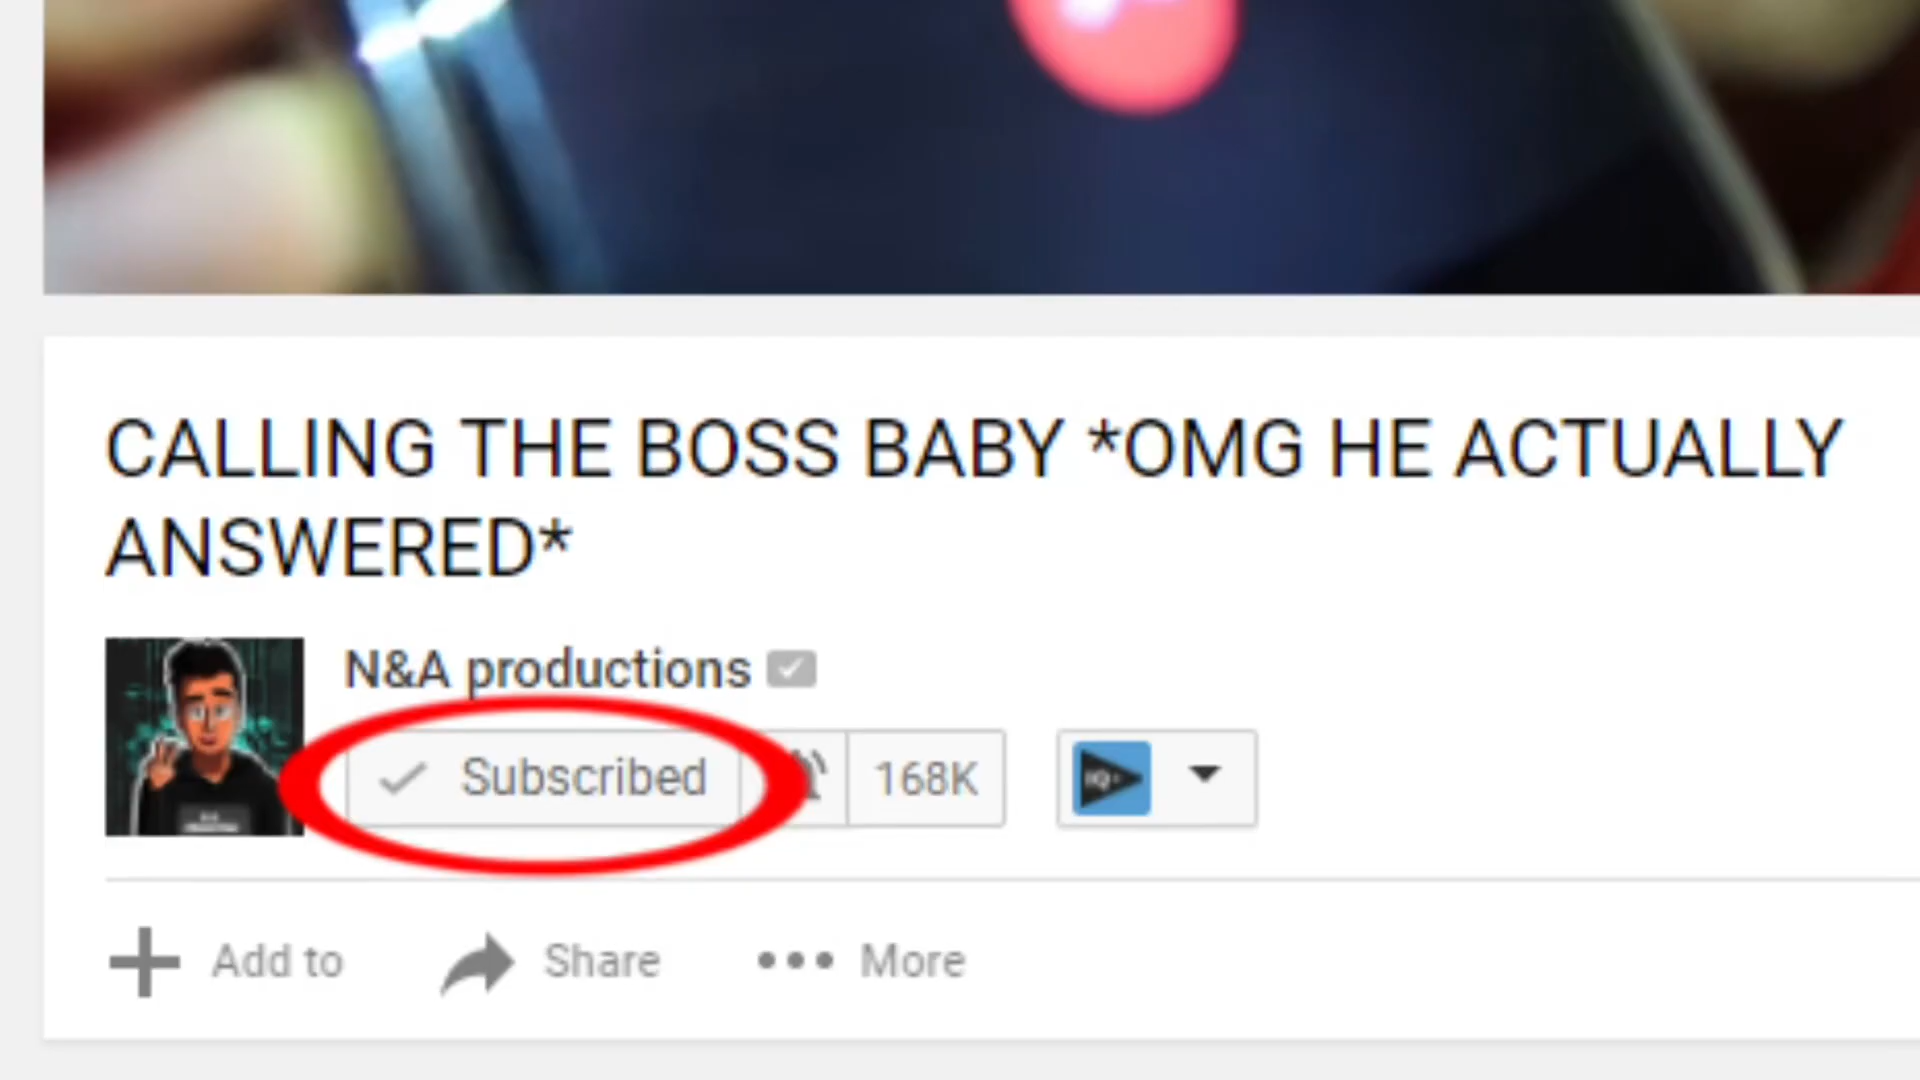 CALLING THE BOSS BABY *OMG HE ACTUALLY
ANSWERED*
N&A productions
Subscribed
168K
Add to
Share
More